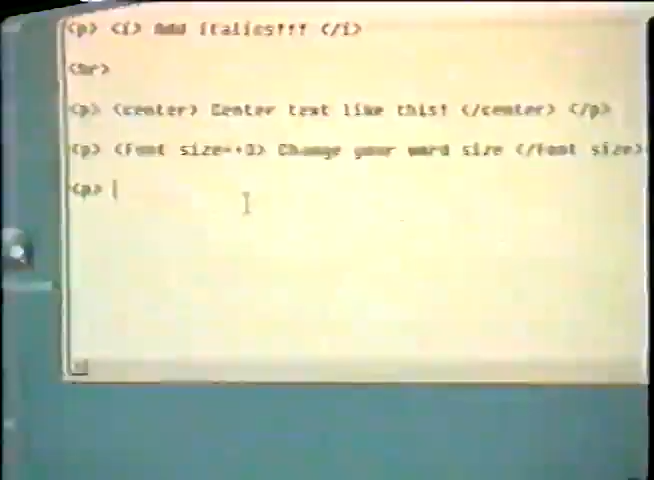 <p> <i> Add italics!!! </i>
<hr>
<p> <center> Center text like this! </center> </p>
<p> <font size=+3> Change your word size </font size>
<p>